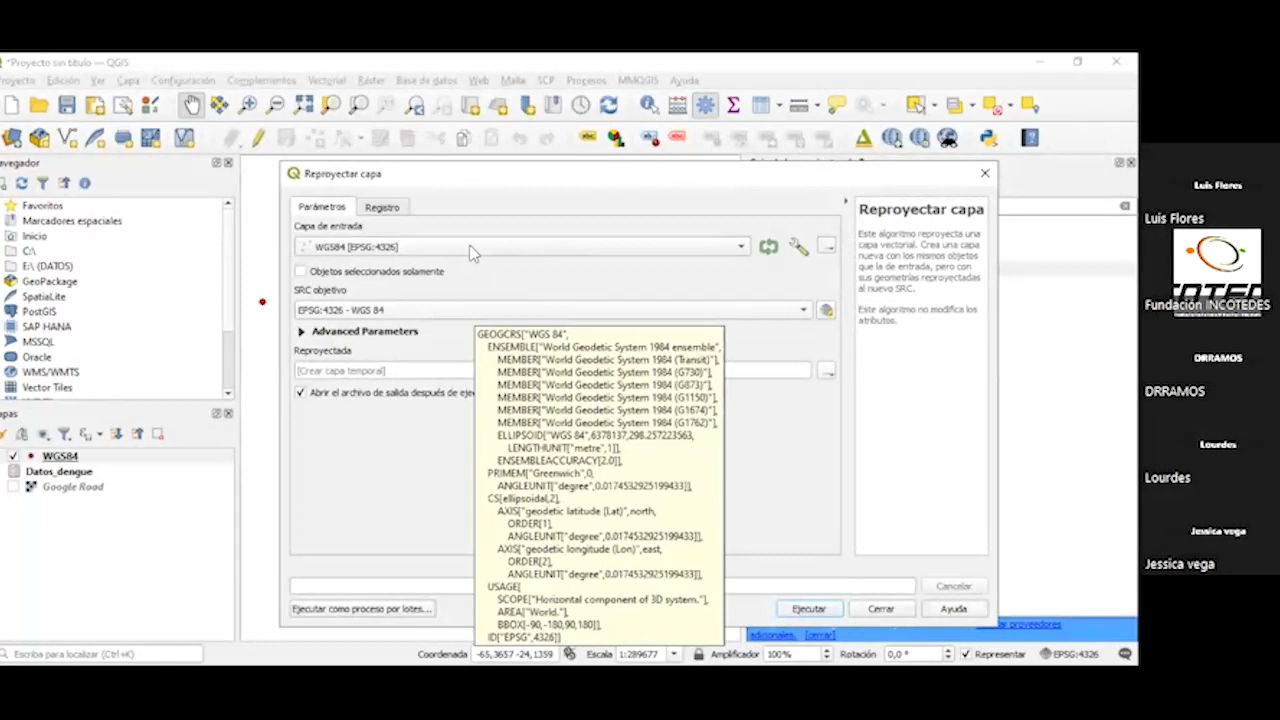 *Proyecto sin título — QGIS
royecto Edición Ver Capa Configuración Complementos Vectorial Ráster Base de datos Web Malla SCP Procesos MMQGIS Ayuda
avegador
Favoritos
Marcadores espaciales
Inicio
C:\
E:\ (DATOS)
GeoPackage
SpatiaLite
PostGIS
SAP HANA
MSSQL
Oracle
WMS/WMTS
Vector Tiles
apas
WGS84
Datos_dengue
Google Road
Reproyectar capa
Parámetros Registro
Capa de entrada
WGS84 [EPSG:4326]
Objetos seleccionados solamente
SRC objetivo
EPSG:4326 - WGS 84
Advanced Parameters
Reproyectada
[Crear capa temporal]
Abrir el archivo de salida después de eje
GEOGCRS["WGS 84",
ENSEMBLE["World Geodetic System 1984 ensemble",
MEMBER["World Geodetic System 1984 (Transit)"],
MEMBER["World Geodetic System 1984 (G730)"],
MEMBER["World Geodetic System 1984 (G873)"],
MEMBER["World Geodetic System 1984 (G1150)"],
MEMBER["World Geodetic System 1984 (G1674)"],
MEMBER["World Geodetic System 1984 (G1762)"],
ELLIPSOID["WGS 84",6378137,298.257223563,
LENGTHUNIT["metre",1]],
ENSEMBLEACCURACY[2.0]],
PRIMEM["Greenwich",0,
ANGLEUNIT["degree",0.0174532925199433]],
CS[ellipsoidal,2],
AXIS["geodetic latitude (Lat)",north,
ORDER[1],
ANGLEUNIT["degree",0.0174532925199433]],
AXIS["geodetic longitude (Lon)",east,
ORDER[2],
ANGLEUNIT["degree",0.0174532925199433]],
USAGE[
SCOPE["Horizontal component of 3D system."],
AREA["World."],
BBOX[-90,-180,90,180]],
ID["EPSG",4326]]
Reproyectar capa
Este algoritmo reproyecta una
capa vectorial. Crea una capa
nueva con los mismos objetos
que la de entrada, pero con
sus geometrías reproyectadas
al nuevo SRC.
Este algoritmo no modifica los
atributos.
Cancelar
Ejecutar como proceso por lotes...
Ejecutar Cerrar Ayuda
ar proveedores
adicionales. [cerrar]
Escriba para localizar (Ctrl+K)
Coordenada -65,3657 -24,1359 Escala 1:289677 Amplificador 100% Rotación 0,0 ° Representar EPSG:4326
Luis Flores
Luis Flores
Fundación INCOTEDES
DRRAMOS
DRRAMOS
Lourdes
Lourdes
Jessica vega
Jessica vega